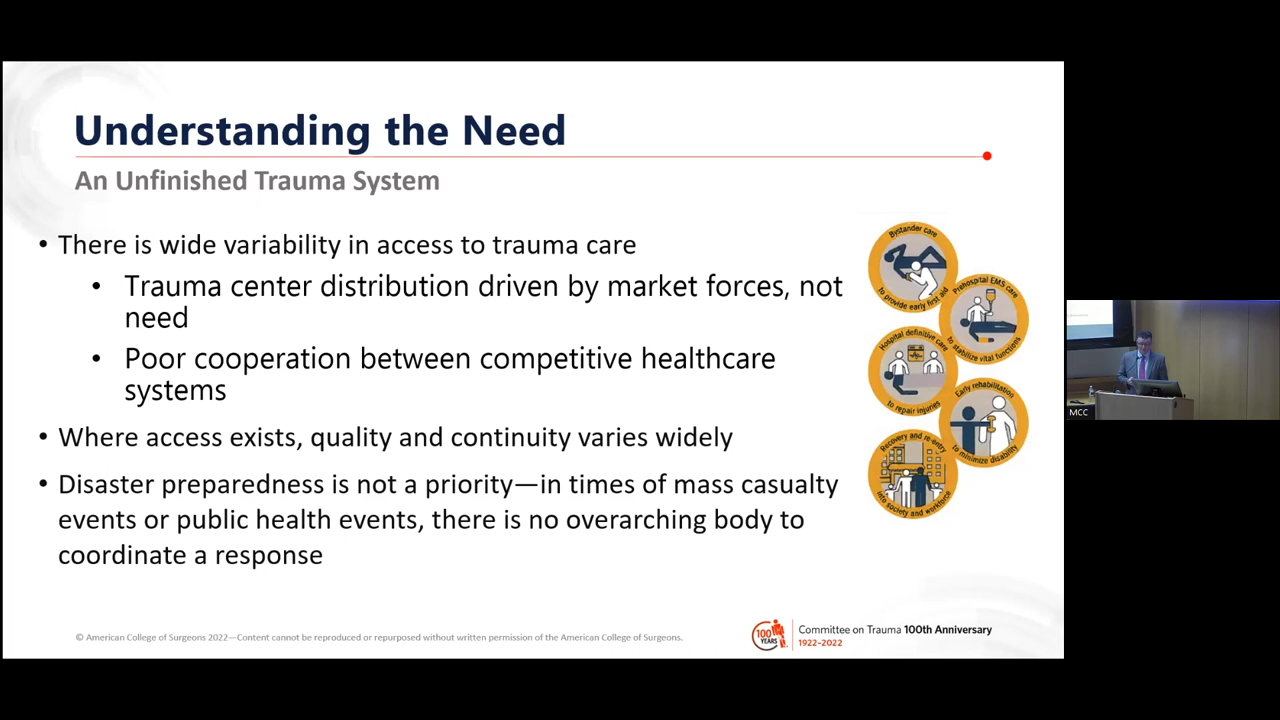 Understanding the Need
An Unfinished Trauma System
• There is wide variability in access to trauma care
• Trauma center distribution driven by market forces, not
need
• Poor cooperation between competitive healthcare
systems
• Where access exists, quality and continuity varies widely
• Disaster preparedness is not a priority—in times of mass casualty
events or public health events, there is no overarching body to
coordinate a response
Bystander care
to provide early first aid
Prehospital EMS care
to stabilize vital functions
Hospital definitive care
to repair injuries
Early rehabilitation
to minimize disability
Recovery and re-entry
into society and workforce
© American College of Surgeons 2022—Content cannot be reproduced or repurposed without written permission of the American College of Surgeons.
100
YEARS
Committee on Trauma 100th Anniversary
1922-2022
MCC